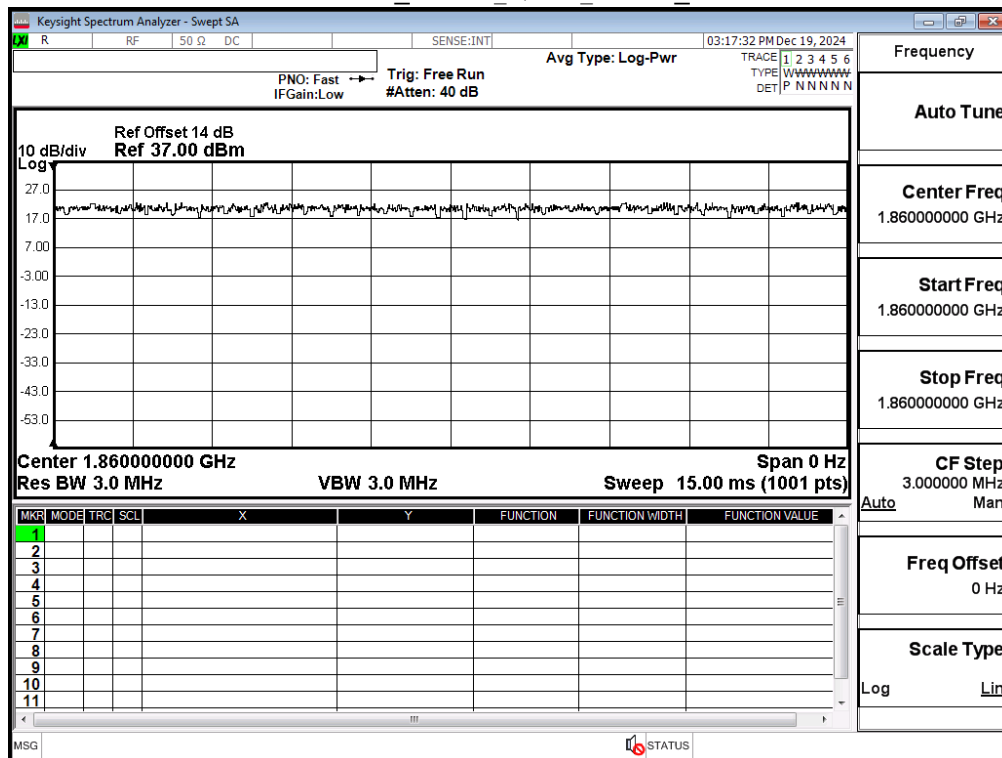 Keysight Spectrum Analyzer - Swept SA
LXI R RF 50 Ω DC SENSE:INT 03:17:32 PM Dec 19, 2024
Frequency
Avg Type: Log-Pwr
TRACE 1 2 3 4 5 6
TYPE W W W W W W
DET P N N N N N
PNO: Fast
IFGain:Low
Trig: Free Run
#Atten: 40 dB
Auto Tune
Ref Offset 14 dB
10 dB/div Ref 37.00 dBm
Log
27.0
17.0
7.00
-3.00
-13.0
-23.0
-33.0
-43.0
-53.0
Center 1.860000000 GHz Span 0 Hz
Res BW 3.0 MHz VBW 3.0 MHz Sweep 15.00 ms (1001 pts)
Center Freq
1.860000000 GHz
Start Freq
1.860000000 GHz
Stop Freq
1.860000000 GHz
CF Step
3.000000 MHz
Auto Man
Freq Offset
0 Hz
Scale Type
Log Lin
MKR MODE TRC SCL X Y FUNCTION FUNCTION WIDTH FUNCTION VALUE
1
2
3
4
5
6
7
8
9
10
11
MSG STATUS